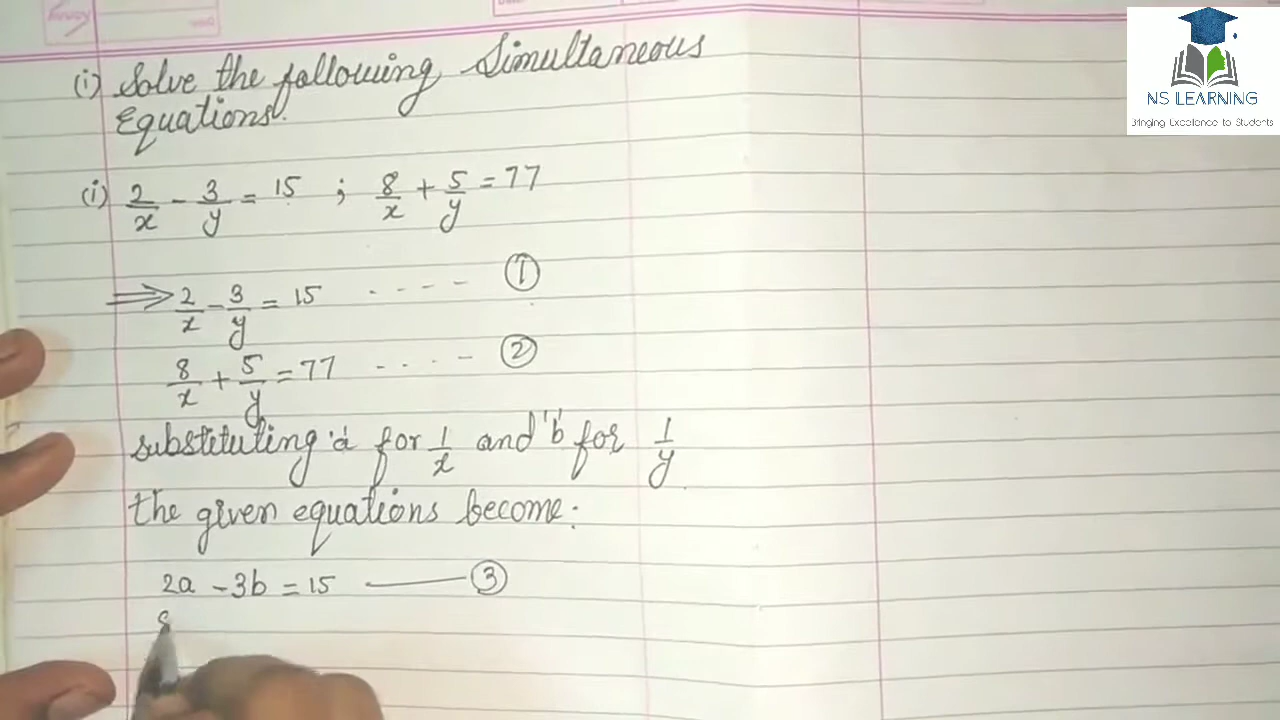 NS LEARNING
Bringing Excellence to Students
(i) Solve the following Simultaneous
Equations.
(i) 2/x - 3/y = 15 ; 8/x + 5/y = 77
⟹ 2/x - 3/y = 15 .... ①
8/x + 5/y = 77 .... ②
substituting 'a' for 1/x and 'b' for 1/y
the given equations become:
2a - 3b = 15 —— ③
8